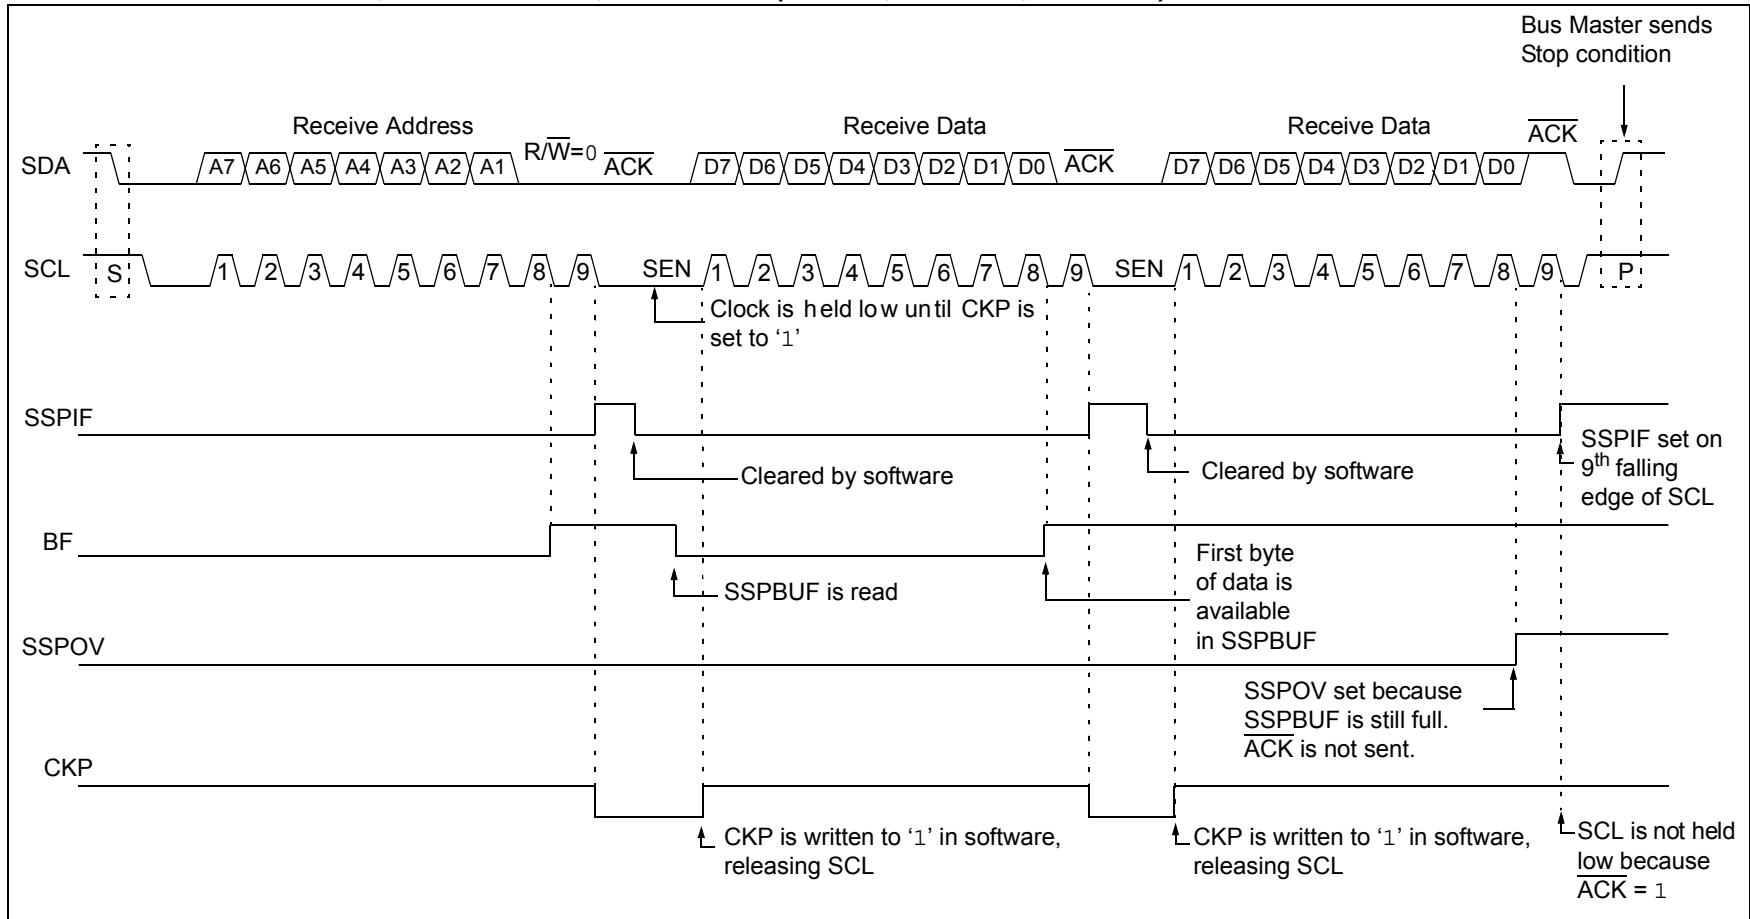 Bus Master sends
Stop condition
Receive Address
Receive Data
Receive Data
SDA
A7 A6 A5 A4 A3 A2 A1
R/W̅=0
A̅C̅K̅
D7 D6 D5 D4 D3 D2 D1 D0
A̅C̅K̅
D7 D6 D5 D4 D3 D2 D1 D0
A̅C̅K̅
SCL
S
1 2 3 4 5 6 7 8 9
SEN
1 2 3 4 5 6 7 8 9
SEN
1 2 3 4 5 6 7 8 9
P
Clock is held low until CKP is
set to ‘1’
SSPIF
Cleared by software
Cleared by software
SSPIF set on
9th falling
edge of SCL
BF
SSPBUF is read
First byte
of data is
available
in SSPBUF
SSPOV
SSPOV set because
SSPBUF is still full.
A̅C̅K̅ is not sent.
CKP
CKP is written to ‘1’ in software,
releasing SCL
CKP is written to ‘1’ in software,
releasing SCL
SCL is not held
low because
A̅C̅K̅ = 1